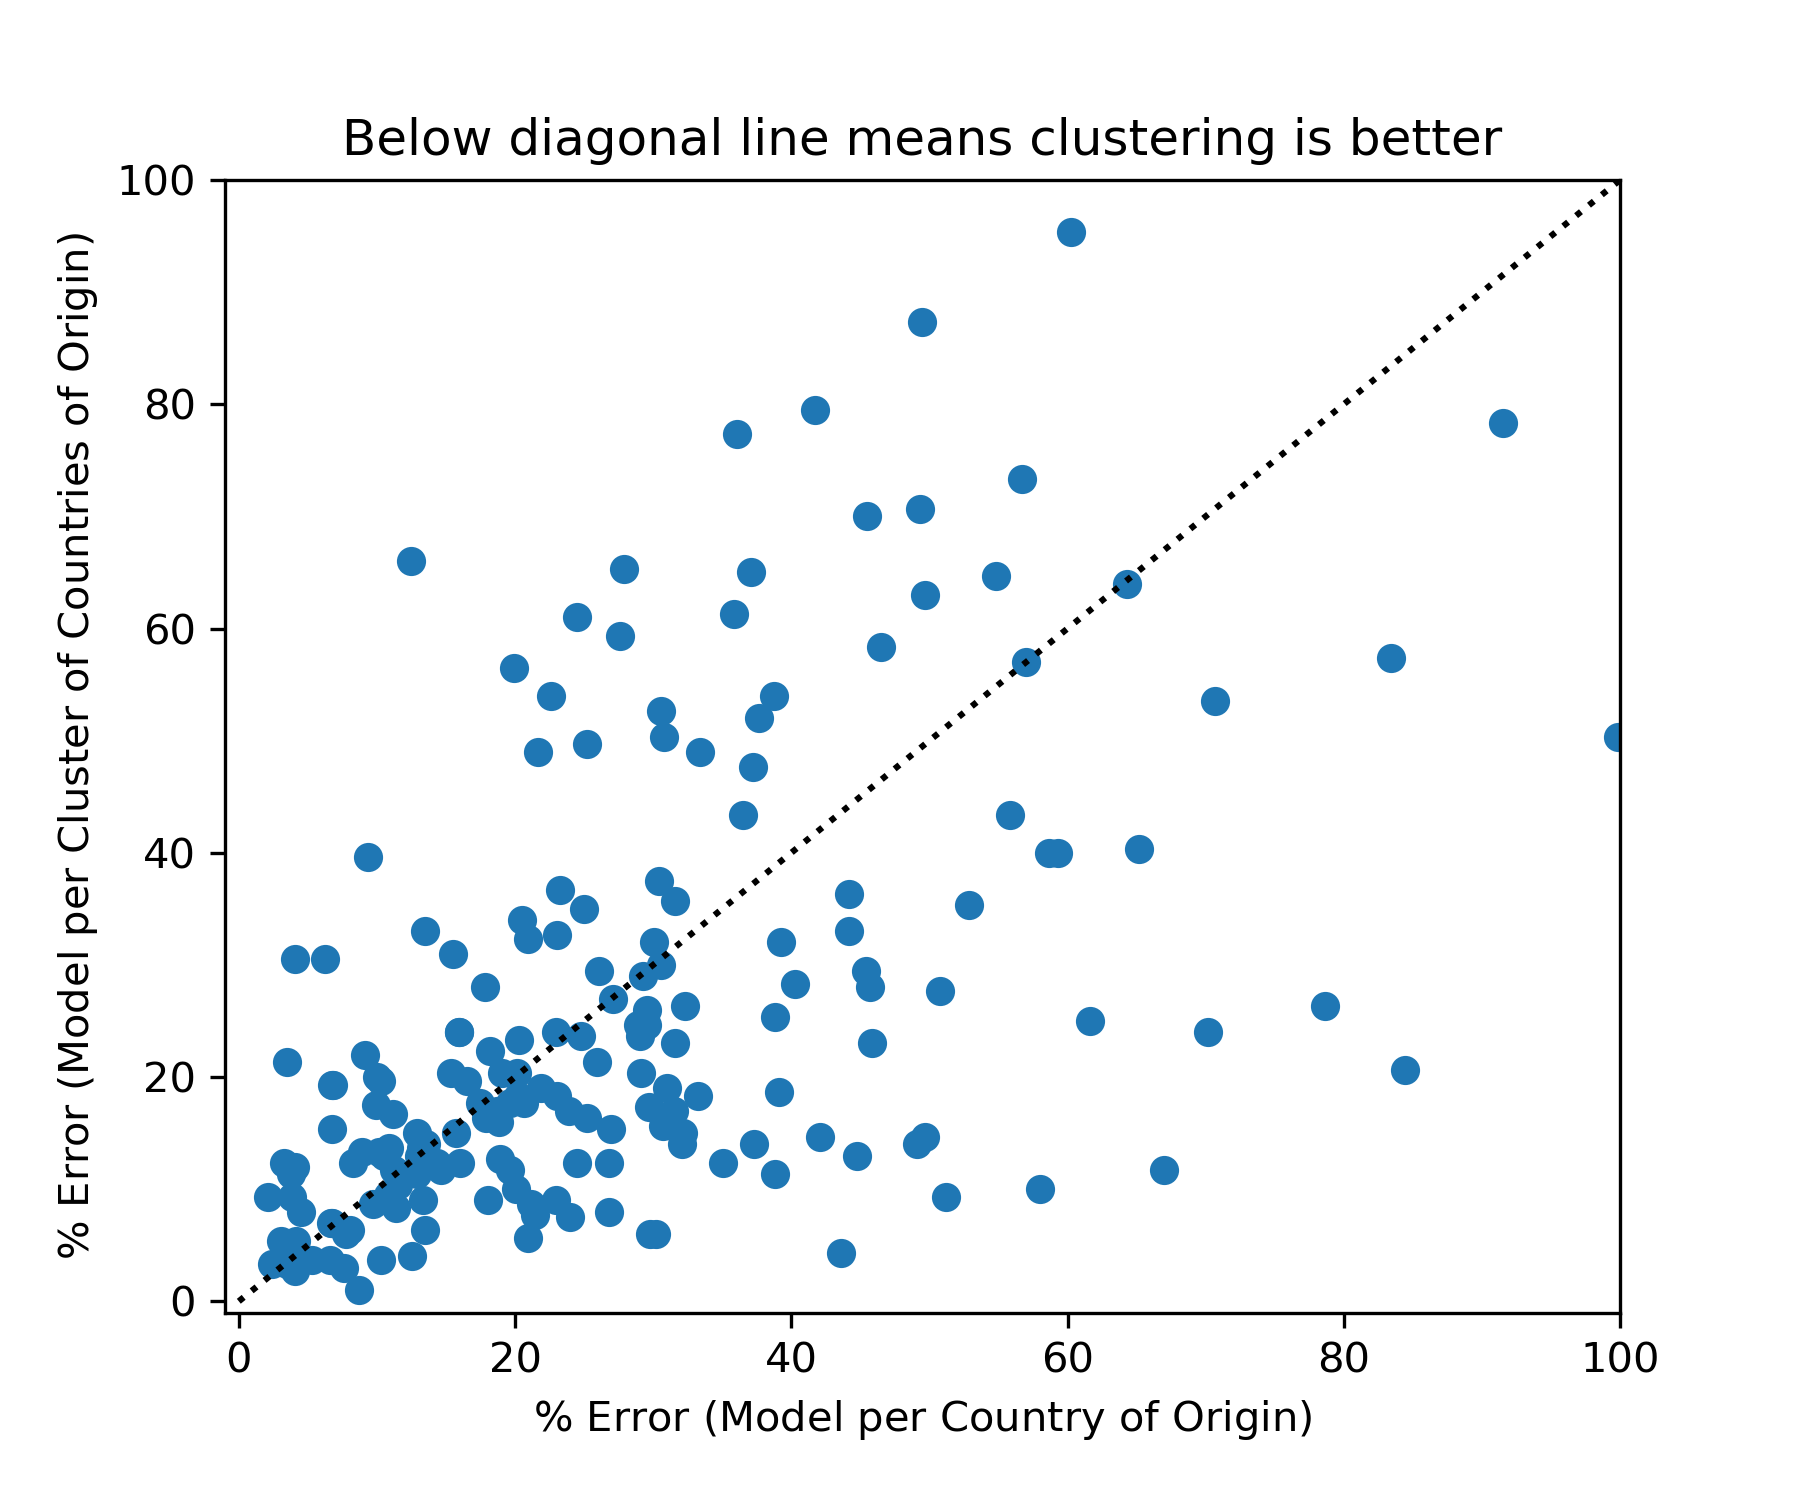 Below diagonal line means clustering is better
100
80
60
40
20
0
% Error (Model per Cluster of Countries of Origin)
0 20 40 60 80 100
% Error (Model per Country of Origin)